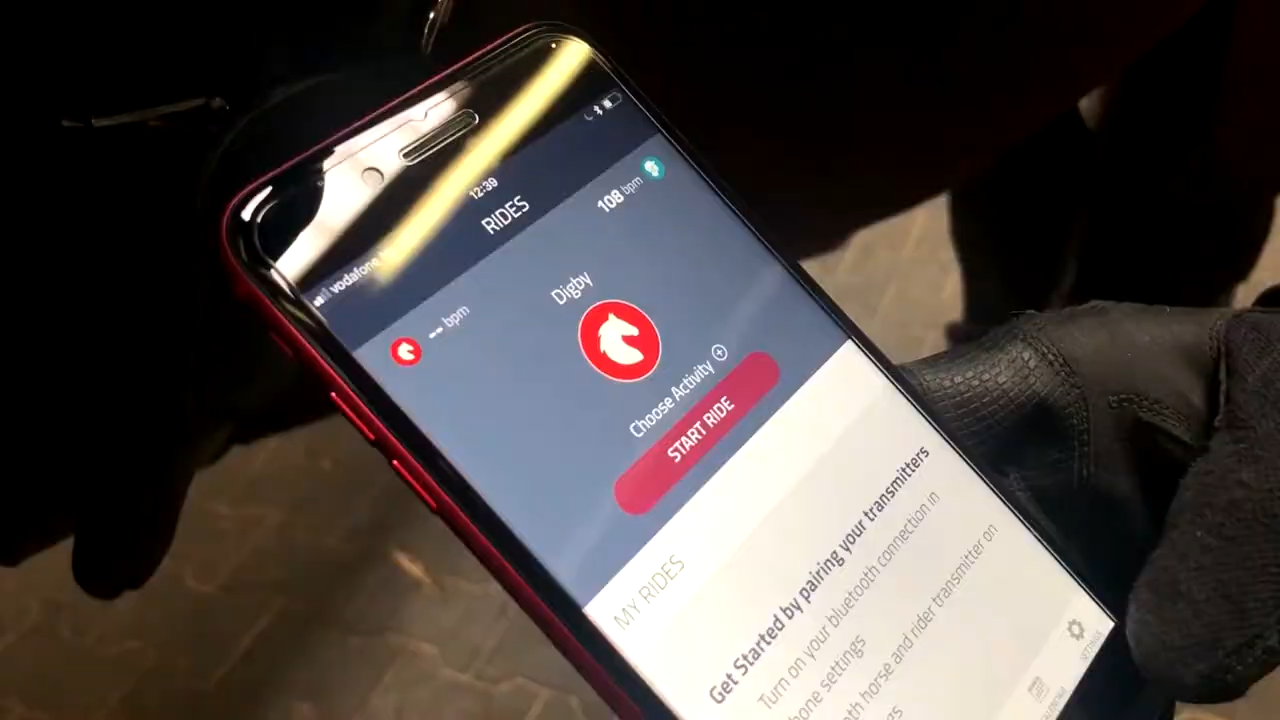 vodafone
12:39
RIDES
-- bpm
108 bpm
Digby
Choose Activity
START RIDE
MY RIDES
Get Started by pairing your transmitters
Turn on your bluetooth connection in
settings
horse and rider transmitter on
SETTINGS